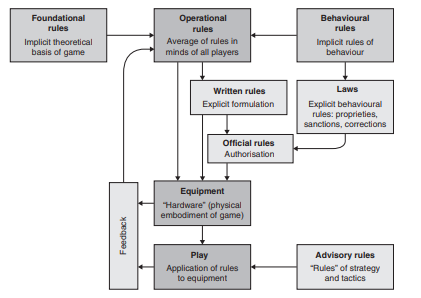 Foundational
rules
Implicit theoretical
basis of game
Operational
rules
Average of rules in
minds of all players
Behavioural
rules
Implicit rules of
behaviour
Written rules
Explicit formulation
Laws
Explicit behavioural
rules: proprieties,
sanctions, corrections
Official rules
Authorisation
Equipment
“Hardware” (physical
embodiment of game)
Feedback
Play
Application of rules
to equipment
Advisory rules
“Rules” of strategy
and tactics